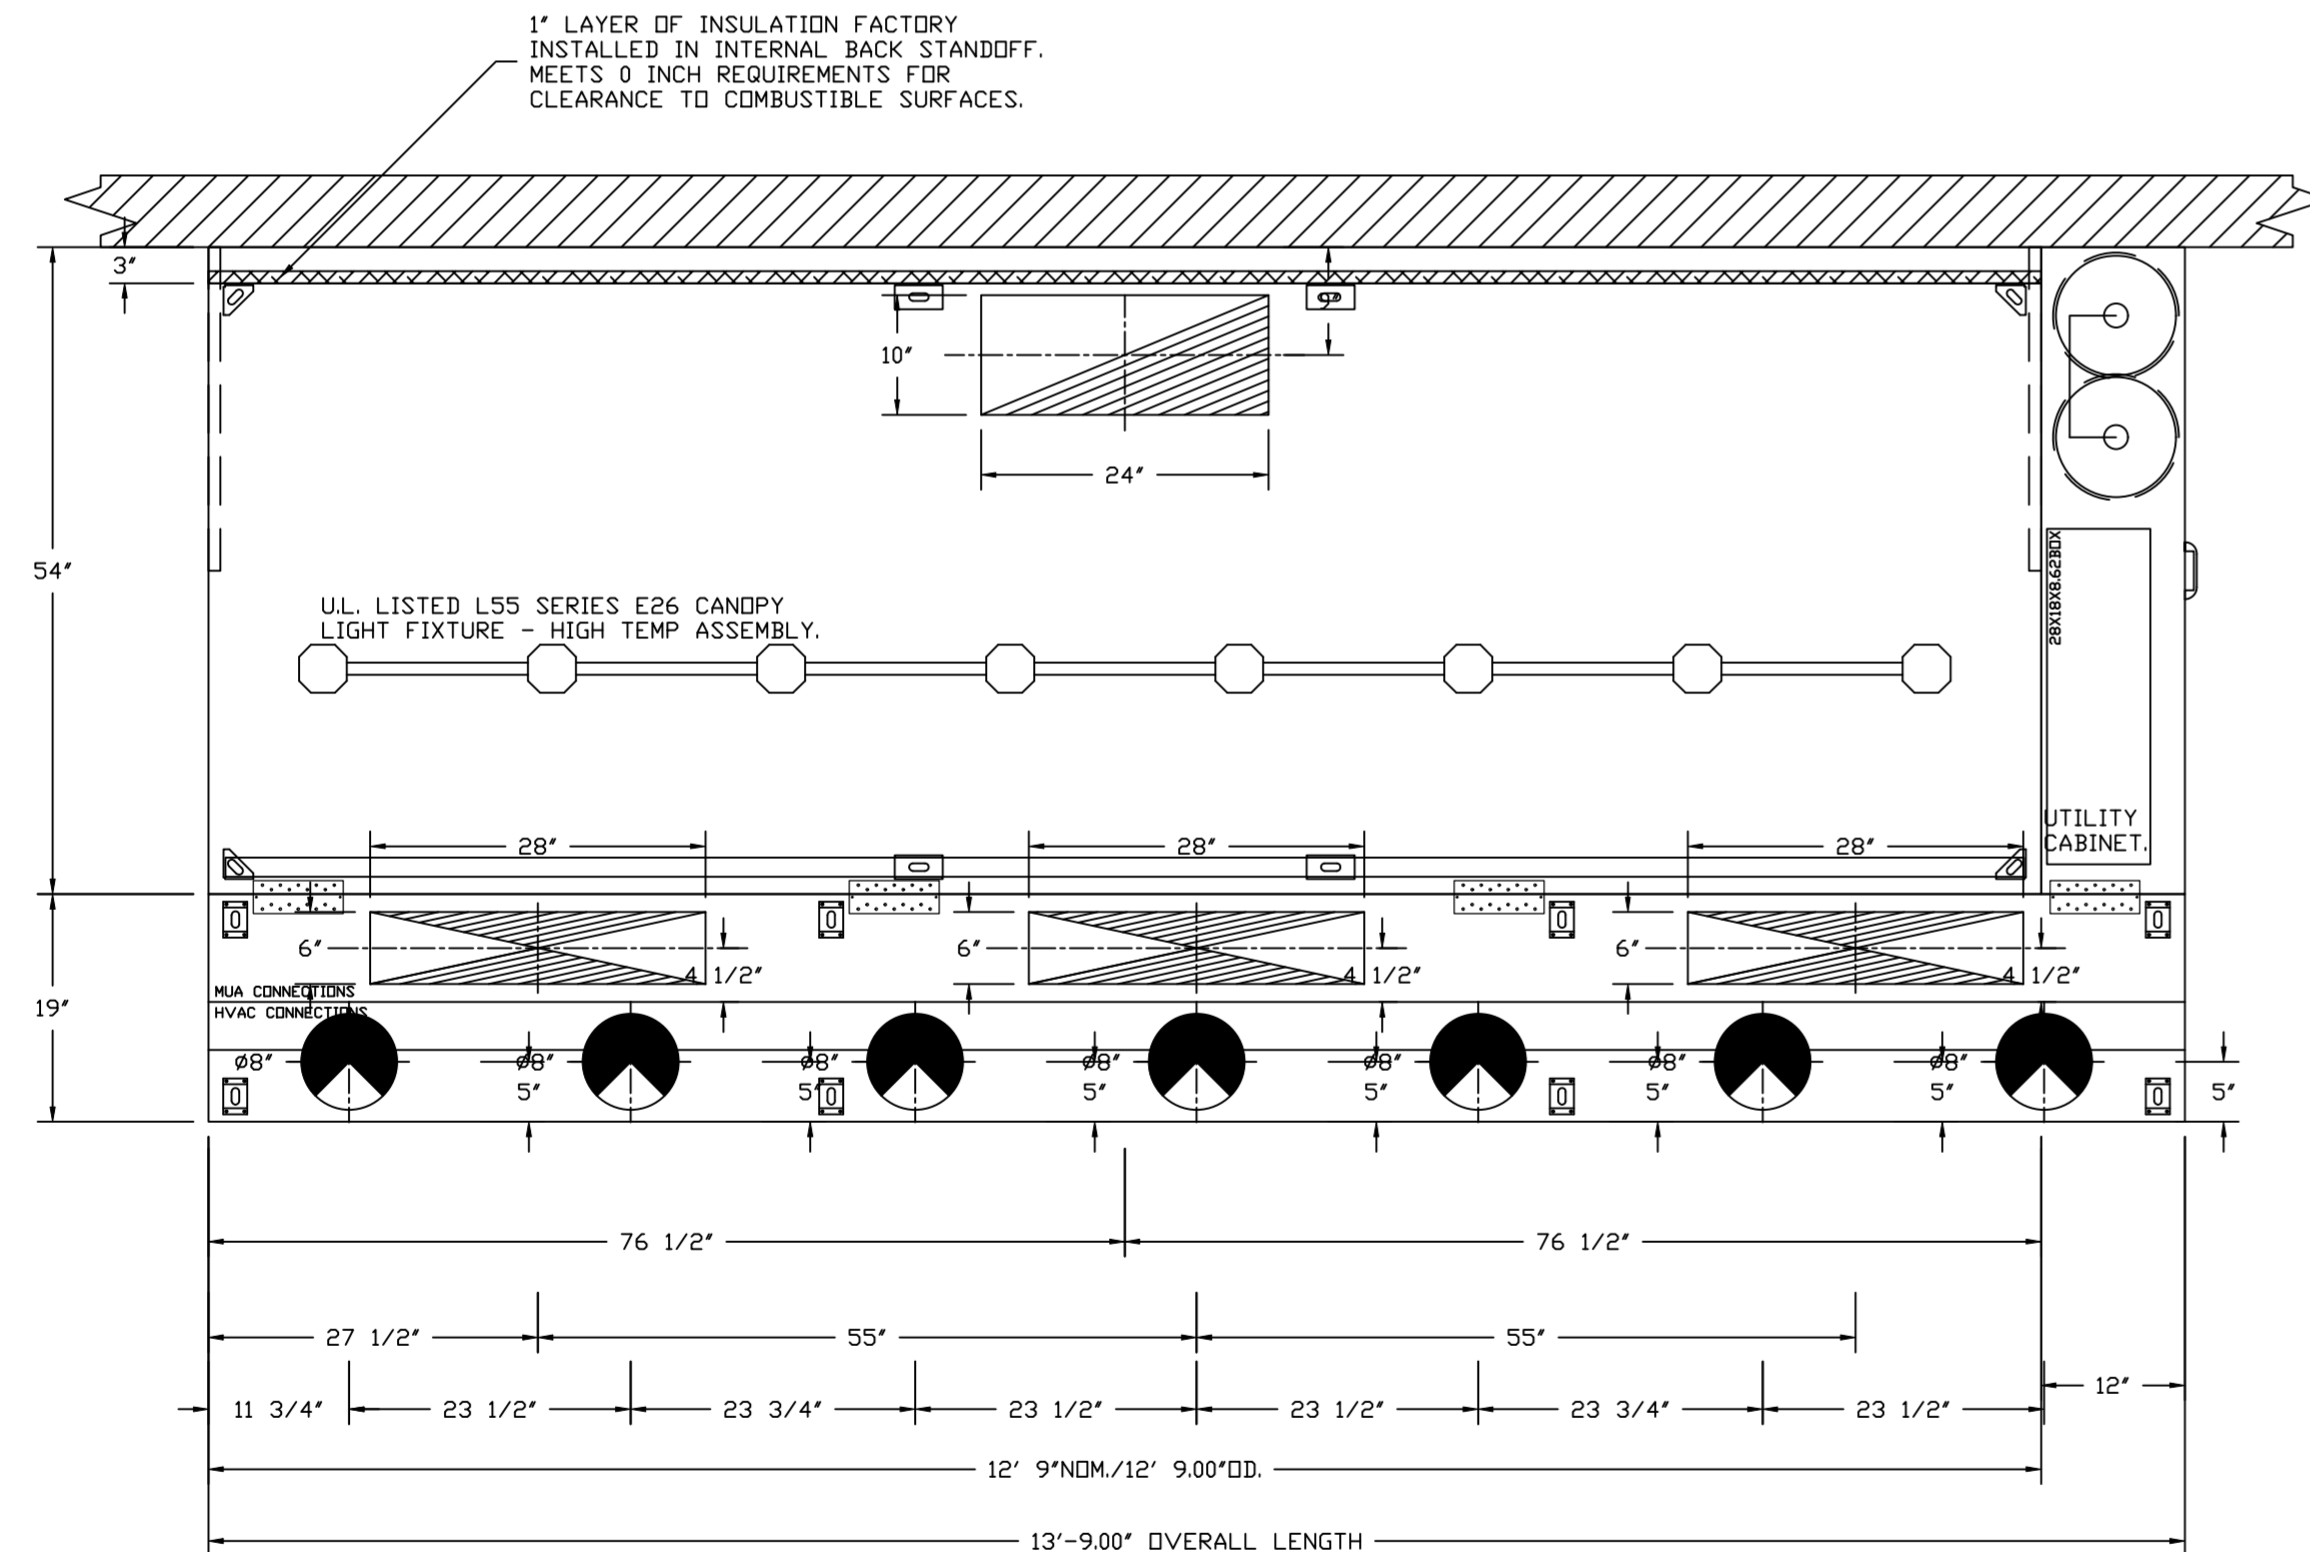 1" LAYER OF INSULATION FACTORY
INSTALLED IN INTERNAL BACK STANDOFF.
MEETS 0 INCH REQUIREMENTS FOR
CLEARANCE TO COMBUSTIBLE SURFACES.
3"
9"
10"
24"
54"
28X18X8.62BOX
U.L. LISTED L55 SERIES E26 CANOPY
LIGHT FIXTURE - HIGH TEMP ASSEMBLY.
UTILITY
CABINET.
28" 28" 28"
6" 6" 6"
4 1/2" 4 1/2" 4 1/2"
MUA CONNECTIONS
19"
HVAC CONNECTIONS
ø8" ø8" ø8" ø8" ø8" ø8" ø8"
5" 5" 5" 5" 5" 5" 5"
76 1/2" 76 1/2"
27 1/2" 55" 55"
12"
11 3/4" 23 1/2" 23 3/4" 23 1/2" 23 1/2" 23 3/4" 23 1/2"
12' 9"NOM./12' 9.00"OD.
13'-9.00" OVERALL LENGTH